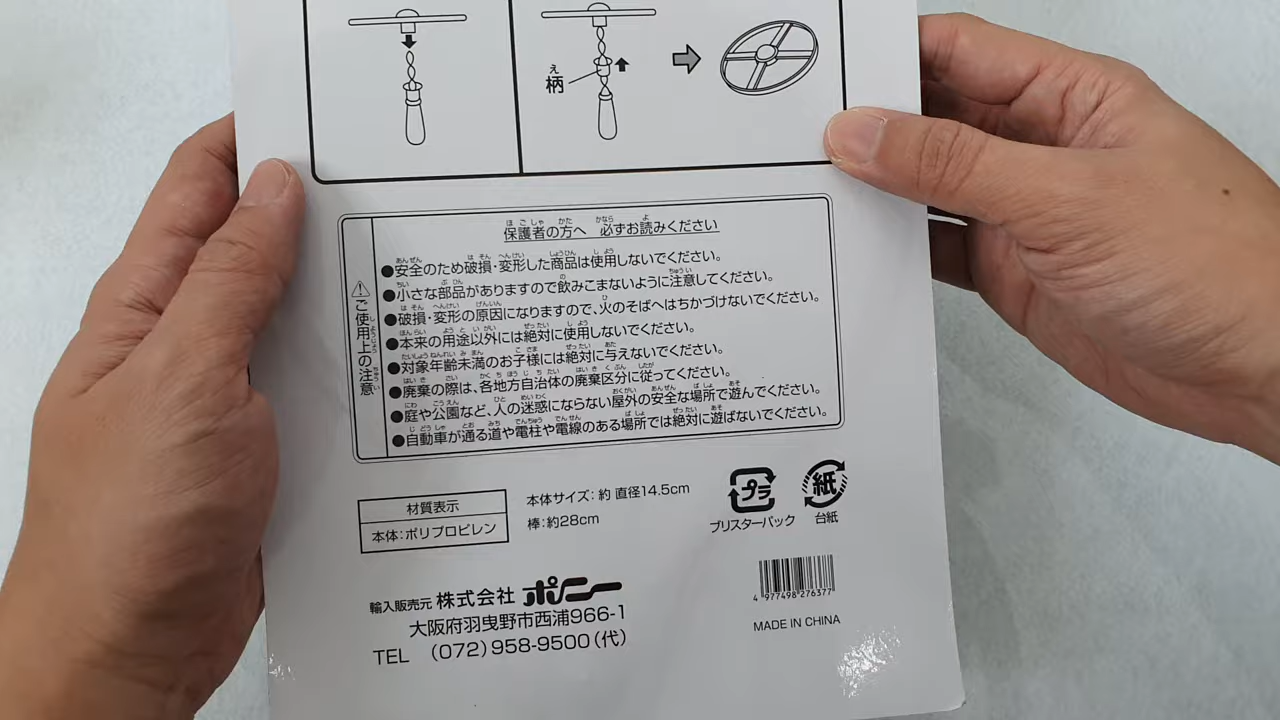 柄
え
保護者の方へ 必ずお読みください
ご使用上の注意
●安全のため破損・変形した商品は使用しないでください。
●小さな部品がありますので飲みこまないように注意してください。
●破損・変形の原因になりますので、火のそばへはちかづけないでください。
●本来の用途以外には絶対に使用しないでください。
●対象年齢未満のお子様には絶対に与えないでください。
●廃棄の際は、各地方自治体の廃棄区分に従ってください。
●庭や公園など、人の迷惑にならない屋外の安全な場所で遊んでください。
●自動車が通る道や電柱や電線のある場所では絶対に遊ばないでください。
材質表示
本体:ポリプロピレン
本体サイズ:約 直径14.5cm
棒:約28cm
プラ
ブリスターパック
紙
台紙
輸入販売元 株式会社 ポニー
大阪府羽曳野市西浦966-1
TEL (072)958-9500(代)
4 977498 276377
MADE IN CHINA